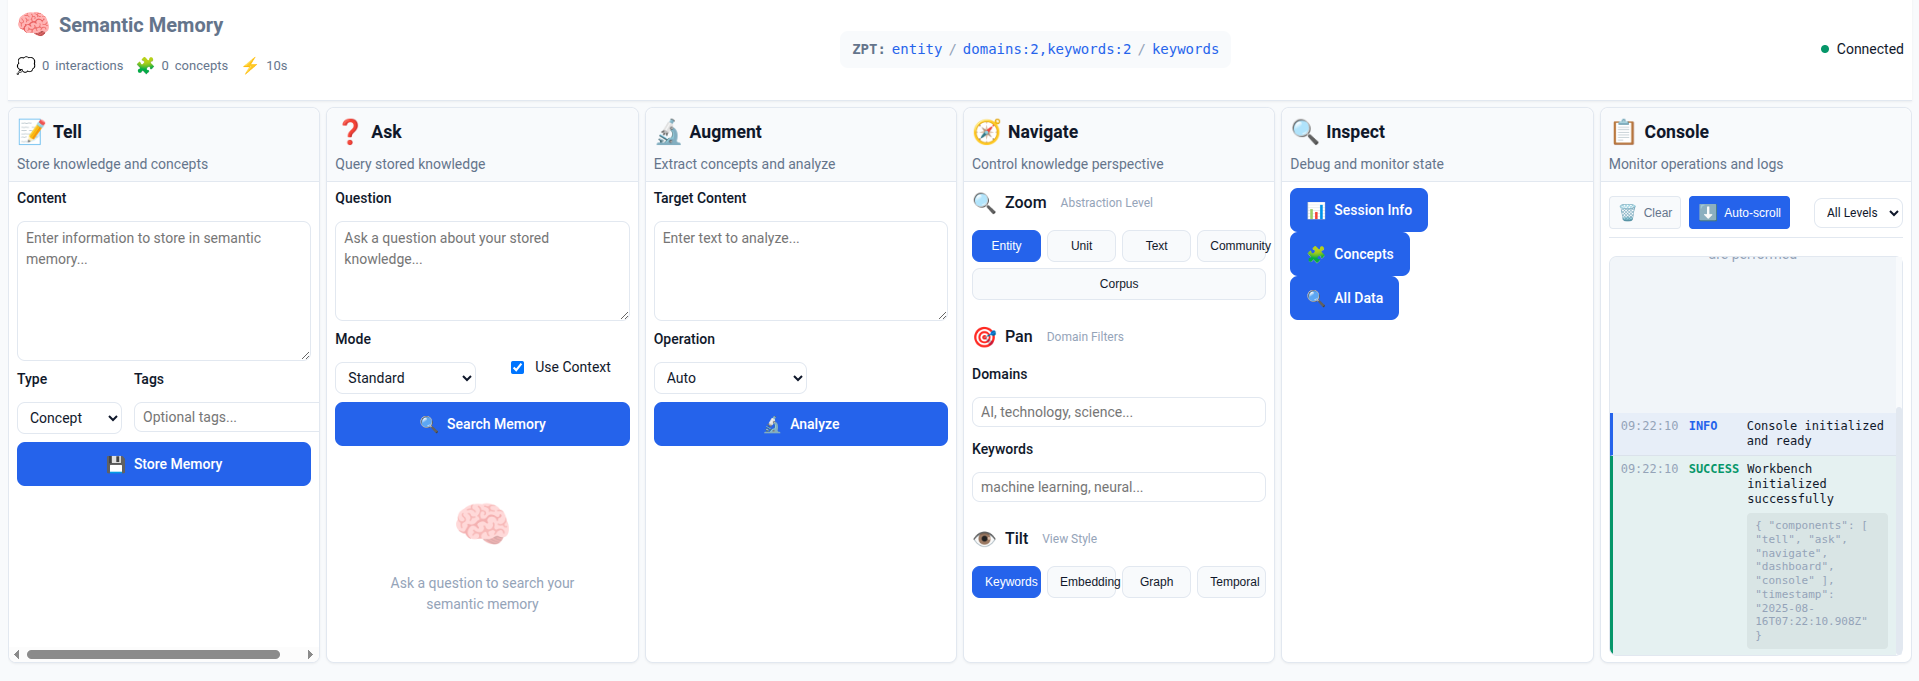 Semantic Memory
0 interactions 0 concepts 10s
ZPT: entity / domains:2,keywords:2 / keywords
Connected
Tell
Store knowledge and concepts
Content
Enter information to store in semantic
memory...
Type Tags
Concept Optional tags...
Store Memory
Ask
Query stored knowledge
Question
Ask a question about your stored
knowledge...
Mode
Standard Use Context
Search Memory
Ask a question to search your
semantic memory
Augment
Extract concepts and analyze
Target Content
Enter text to analyze...
Operation
Auto
Analyze
Navigate
Control knowledge perspective
Zoom Abstraction Level
Entity Unit Text Community
Corpus
Pan Domain Filters
Domains
AI, technology, science...
Keywords
machine learning, neural...
Tilt View Style
Keywords Embedding Graph Temporal
Inspect
Debug and monitor state
Session Info
Concepts
All Data
Console
Monitor operations and logs
Clear Auto-scroll All Levels
are performed
09:22:10 INFO Console initialized
and ready
09:22:10 SUCCESS Workbench
initialized
successfully
{ "components": [
"tell", "ask",
"navigate",
"dashboard",
"console" ],
"timestamp":
"2025-08-
16T07:22:10.908Z"
}